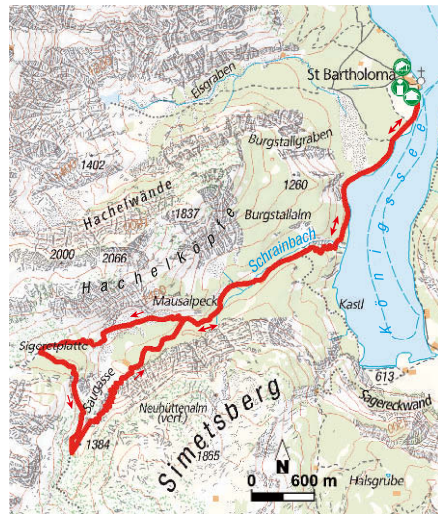 St Bartholomä
Eisgraben
Burgstallgraben
1402
Hachelwände
1260
1837
Burgstallalm
2000
2066
Hachelköpfe
Schrainbach
Königssee
Mausalpeck
Kastl
Sigeretplatte
613
Saugasse
Sagereckwand
Neuhüttenalm
(verf.)
Simetsberg
1384
1855
N
Halsgrube
0 600 m